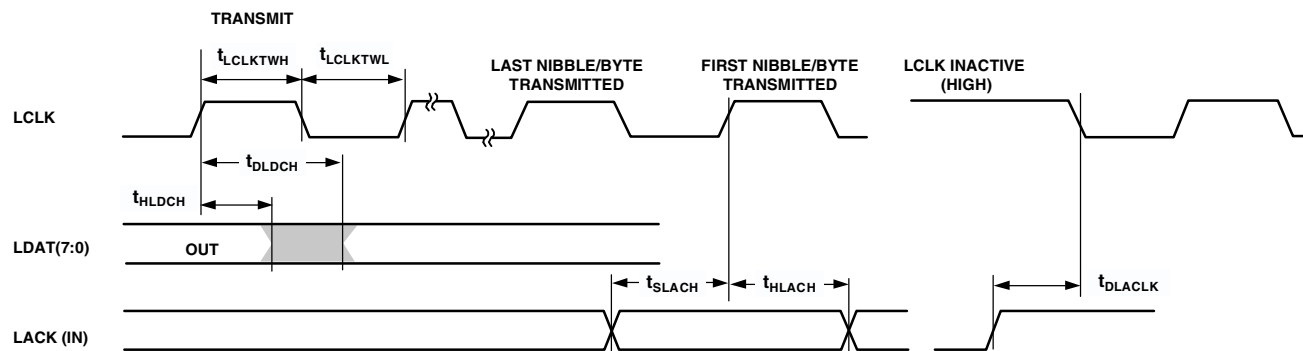 TRANSMIT
tLCLKTWH
tLCLKTWL
LAST NIBBLE/BYTE
TRANSMITTED
FIRST NIBBLE/BYTE
TRANSMITTED
LCLK INACTIVE
(HIGH)
LCLK
tDLDCH
tHLDCH
LDAT(7:0)
OUT
tSLACH
tHLACH
tDLACLK
LACK (IN)